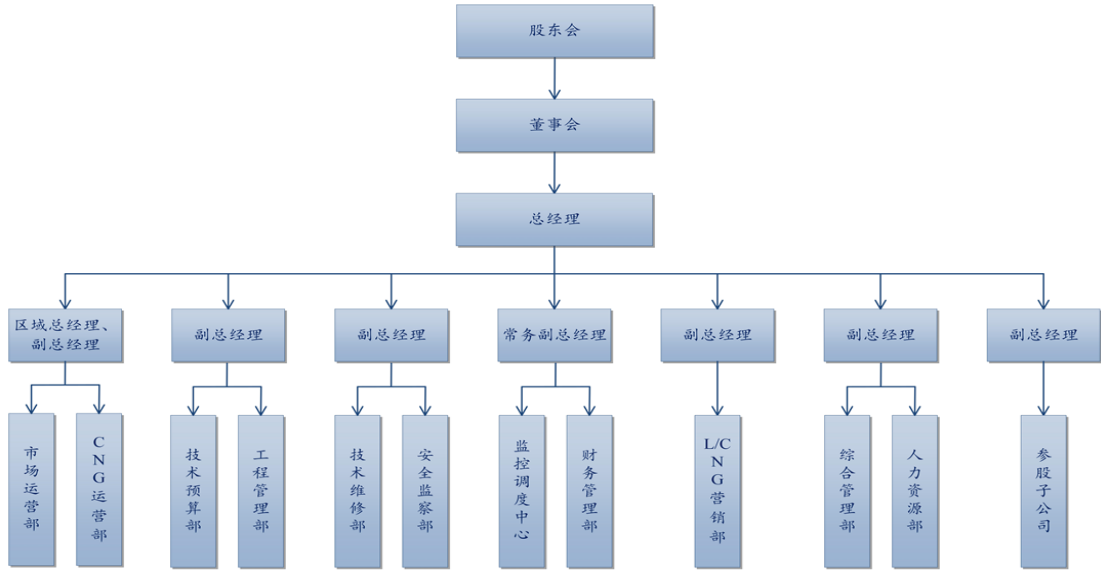 股东会
董事会
总经理
区域总经理、
副总经理
副总经理
副总经理
常务副总经理
副总经理
副总经理
副总经理
市场运营部
CNG运营部
技术预算部
工程管理部
技术维修部
安全监察部
监控调度中心
财务管理部
L/CNG营销部
综合管理部
人力资源部
参股子公司